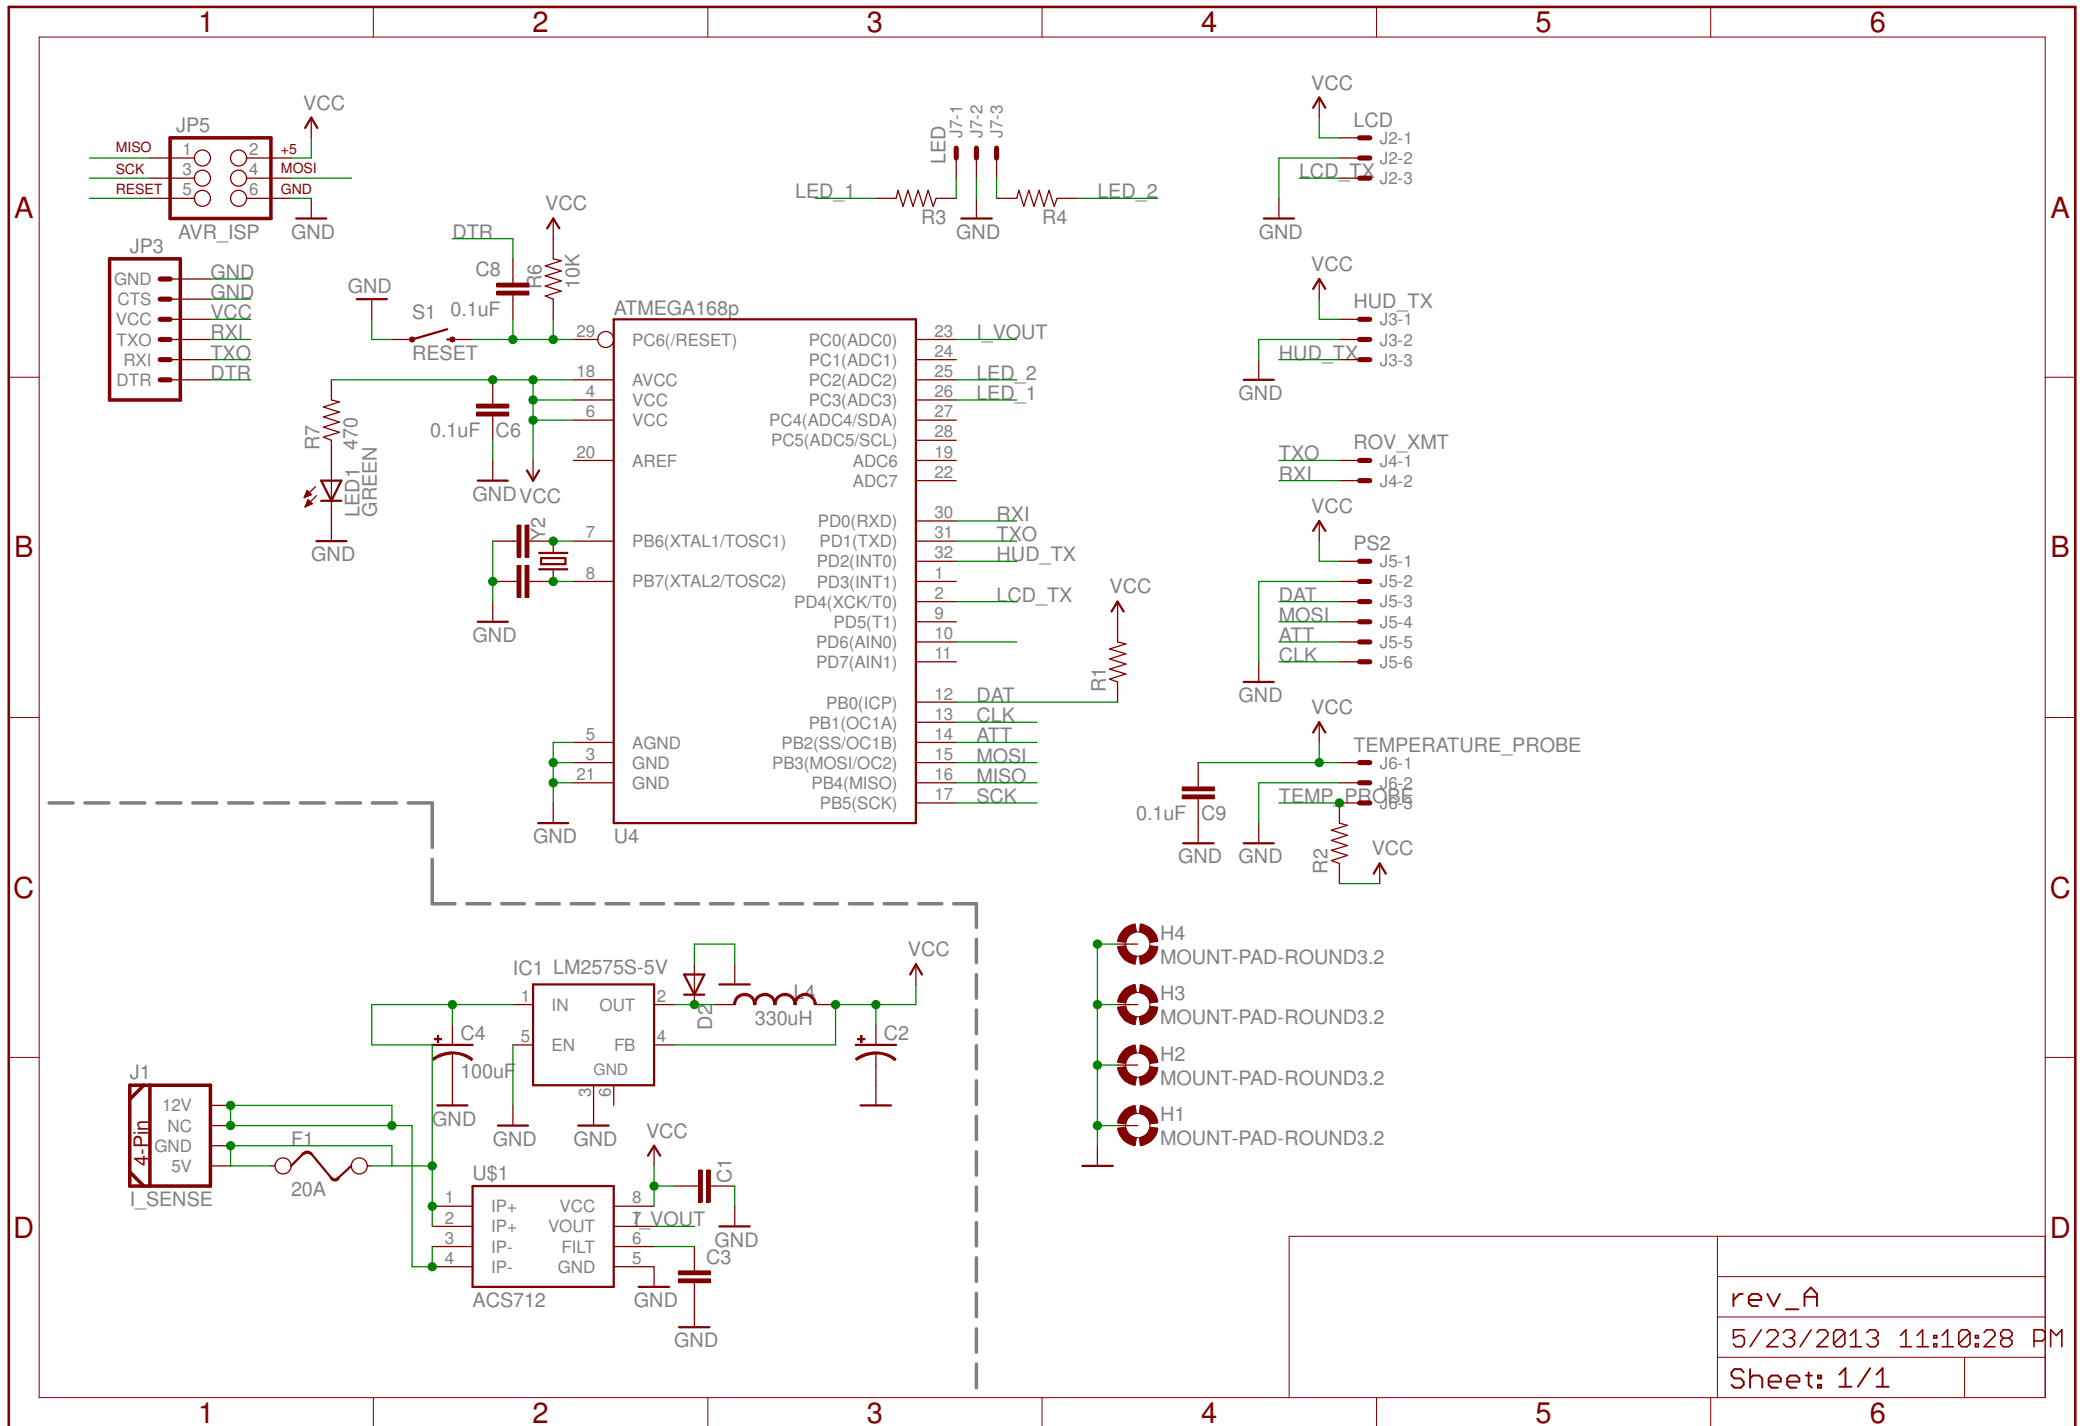 1 2 3 4 5 6
A
B
C
D
A
B
C
D
1 2 3 4 5 6
VCC
JP5
MISO 1 2 +5
SCK 3 4 MOSI
RESET 5 6 GND
AVR_ISP
GND
JP3
GND GND
CTS GND
VCC VCC
TXO RXI
RXI TXO
DTR DTR
GND
S1
RESET
DTR
C8
0.1uF
VCC
R6
10K
R7
470
LED1
GREEN
GND
0.1uF C6
GND
VCC
Y2
GND
GND
ATMEGA168p
29 PC6(/RESET)
18 AVCC
4 VCC
6 VCC
20 AREF
7 PB6(XTAL1/TOSC1)
8 PB7(XTAL2/TOSC2)
5 AGND
3 GND
21 GND
U4
PC0(ADC0) 23 I_VOUT
PC1(ADC1) 24
PC2(ADC2) 25 LED_2
PC3(ADC3) 26 LED_1
PC4(ADC4/SDA) 27
PC5(ADC5/SCL) 28
ADC6 19
ADC7 22
PD0(RXD) 30 RXI
PD1(TXD) 31 TXO
PD2(INT0) 32 HUD_TX
PD3(INT1) 1
PD4(XCK/T0) 2 LCD_TX
PD5(T1) 9
PD6(AIN0) 10
PD7(AIN1) 11
PB0(ICP) 12 DAT
PB1(OC1A) 13 CLK
PB2(SS/OC1B) 14 ATT
PB3(MOSI/OC2) 15 MOSI
PB4(MISO) 16 MISO
PB5(SCK) 17 SCK
VCC
R1
LED
J7-1
J7-2
J7-3
LED_1
R3
GND
R4
LED_2
VCC
LCD
J2-1
J2-2
LCD_TX J2-3
GND
VCC
HUD_TX
J3-1
J3-2
HUD_TX J3-3
GND
ROV_XMT
TXO J4-1
RXI J4-2
VCC
PS2
J5-1
J5-2
DAT J5-3
MOSI J5-4
ATT J5-5
CLK J5-6
GND
VCC
TEMPERATURE_PROBE
J6-1
J6-2
TEMP_PROBE J6-3
0.1uF C9
GND
GND
R2
VCC
H4
MOUNT-PAD-ROUND3.2
H3
MOUNT-PAD-ROUND3.2
H2
MOUNT-PAD-ROUND3.2
H1
MOUNT-PAD-ROUND3.2
IC1 LM2575S-5V
1 IN OUT 2
5 EN FB 4
GND
3 6
D2
L4
330uH
VCC
C4
100uF
C2
GND
GND
GND
J1
4-Pin
12V
NC
GND
5V
I_SENSE
F1
20A
U$1
1 IP+ VCC 8
2 IP+ VOUT 7 I_VOUT
3 IP- FILT 6
4 IP- GND 5
ACS712
VCC
C1
GND
C3
GND
GND
rev_A
5/23/2013 11:10:28 PM
Sheet: 1/1